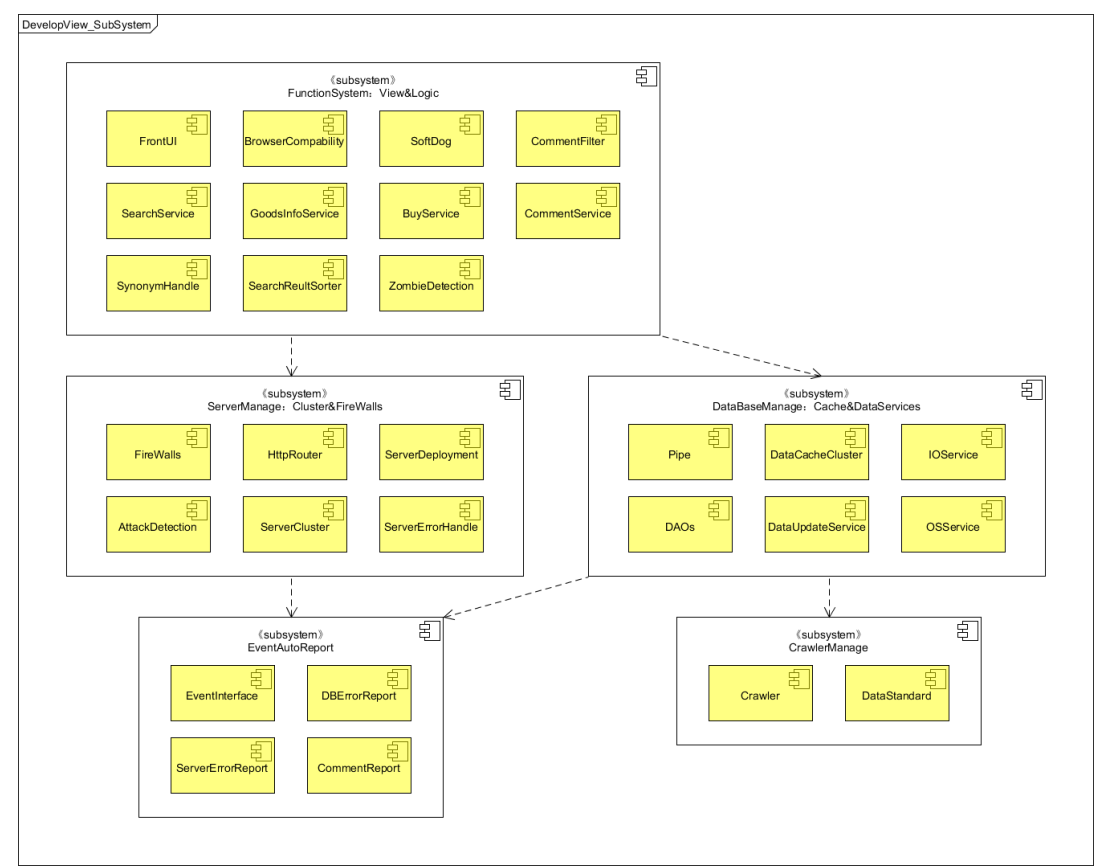 DevelopView_SubSystem
《subsystem》
FunctionSystem：View&Logic
FrontUI
BrowserCompability
SoftDog
CommentFilter
SearchService
GoodsInfoService
BuyService
CommentService
SynonymHandle
SearchReultSorter
ZombieDetection
《subsystem》
ServerManage：Cluster&FireWalls
FireWalls
HttpRouter
ServerDeployment
AttackDetection
ServerCluster
ServerErrorHandle
《subsystem》
DataBaseManage：Cache&DataServices
Pipe
DataCacheCluster
IOService
DAOs
DataUpdateService
OSService
《subsystem》
EventAutoReport
EventInterface
DBErrorReport
ServerErrorReport
CommentReport
《subsystem》
CrawlerManage
Crawler
DataStandard